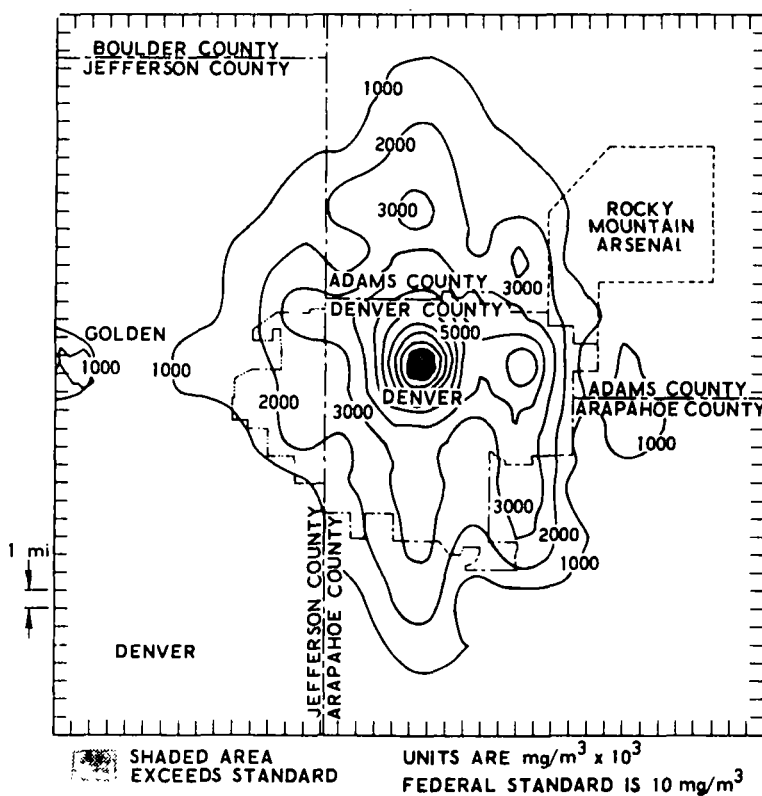 BOULDER COUNTY
JEFFERSON COUNTY
1000
2000
3000
ROCKY
MOUNTAIN
ARSENAL
3000
ADAMS COUNTY
DENVER COUNTY
5000
GOLDEN
1000
1000
DENVER
ADAMS COUNTY
ARAPAHOE COUNTY
2000
3000
1000
3000
2000
1000
1 mi
JEFFERSON COUNTY
ARAPAHOE COUNTY
DENVER
SHADED AREA
EXCEEDS STANDARD
UNITS ARE mg/m³ x 10³
FEDERAL STANDARD IS 10 mg/m³